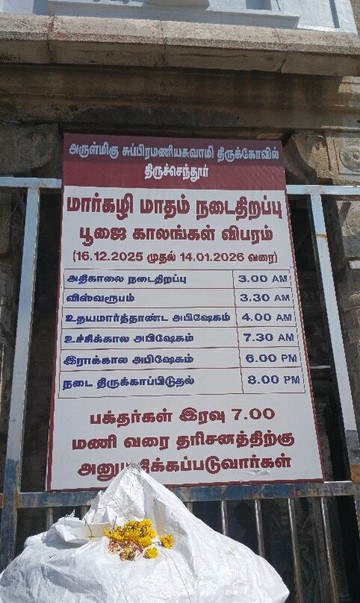 அருள்மிகு சுப்பிரமணியசுவாமி திருக்கோவில்
திருச்செந்தூர்
மார்கழி மாதம் நடைதிறப்பு
பூஜை காலங்கள் விபரம்
(16.12.2025 முதல் 14.01.2026 வரை)
அதிகாலை நடைதிறப்பு 3.00 AM
விஸ்வரூபம் 3.30 AM
உதயமார்த்தாண்ட அபிஷேகம் 4.00 AM
உச்சிக்கால அபிஷேகம் 7.30 AM
இராக்கால அபிஷேகம் 6.00 PM
நடை திருக்காப்பிடுதல் 8.00 PM
பக்தர்கள் இரவு 7.00
மணி வரை தரிசனத்திற்கு
அனுமதிக்கப்படுவார்கள்